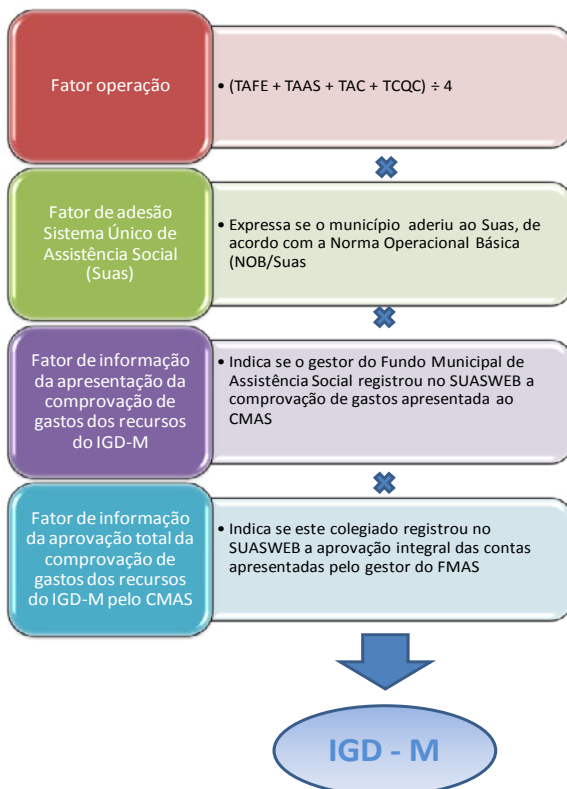 Fator operação
• (TAFE + TAAS + TAC + TCQC) ÷ 4
Fator de adesão
Sistema Único de
Assistência Social
(Suas)
• Expressa se o município aderiu ao Suas, de
acordo com a Norma Operacional Básica
(NOB/Suas
Fator de informação
da apresentação da
comprovação de
gastos dos recursos
do IGD-M
• Indica se o gestor do Fundo Municipal de
Assistência Social registrou no SUASWEB a
comprovação de gastos apresentada ao
CMAS
Fator de informação
da aprovação total da
comprovação de
gastos dos recursos
do IGD-M pelo CMAS
• Indica se este colegiado registrou no
SUASWEB a aprovação integral das contas
apresentadas pelo gestor do FMAS
IGD - M